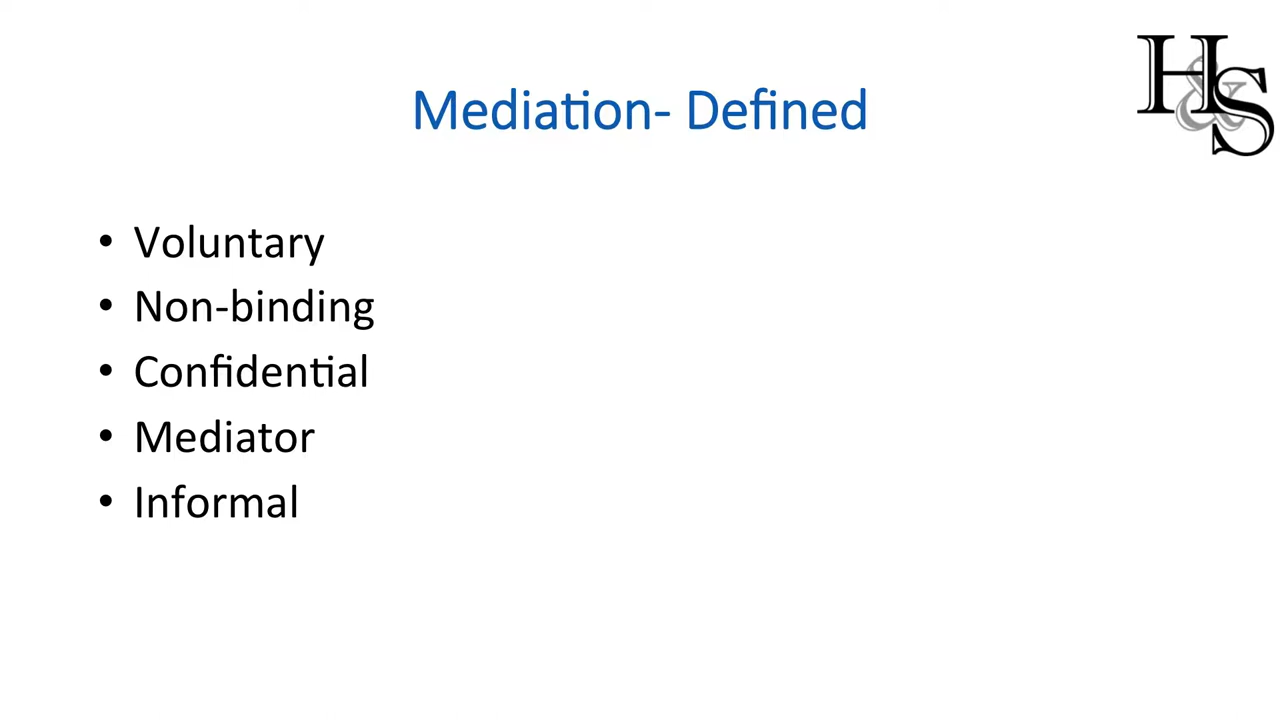 H&S
Mediation- Defined
• Voluntary
• Non-binding
• Confidential
• Mediator
• Informal